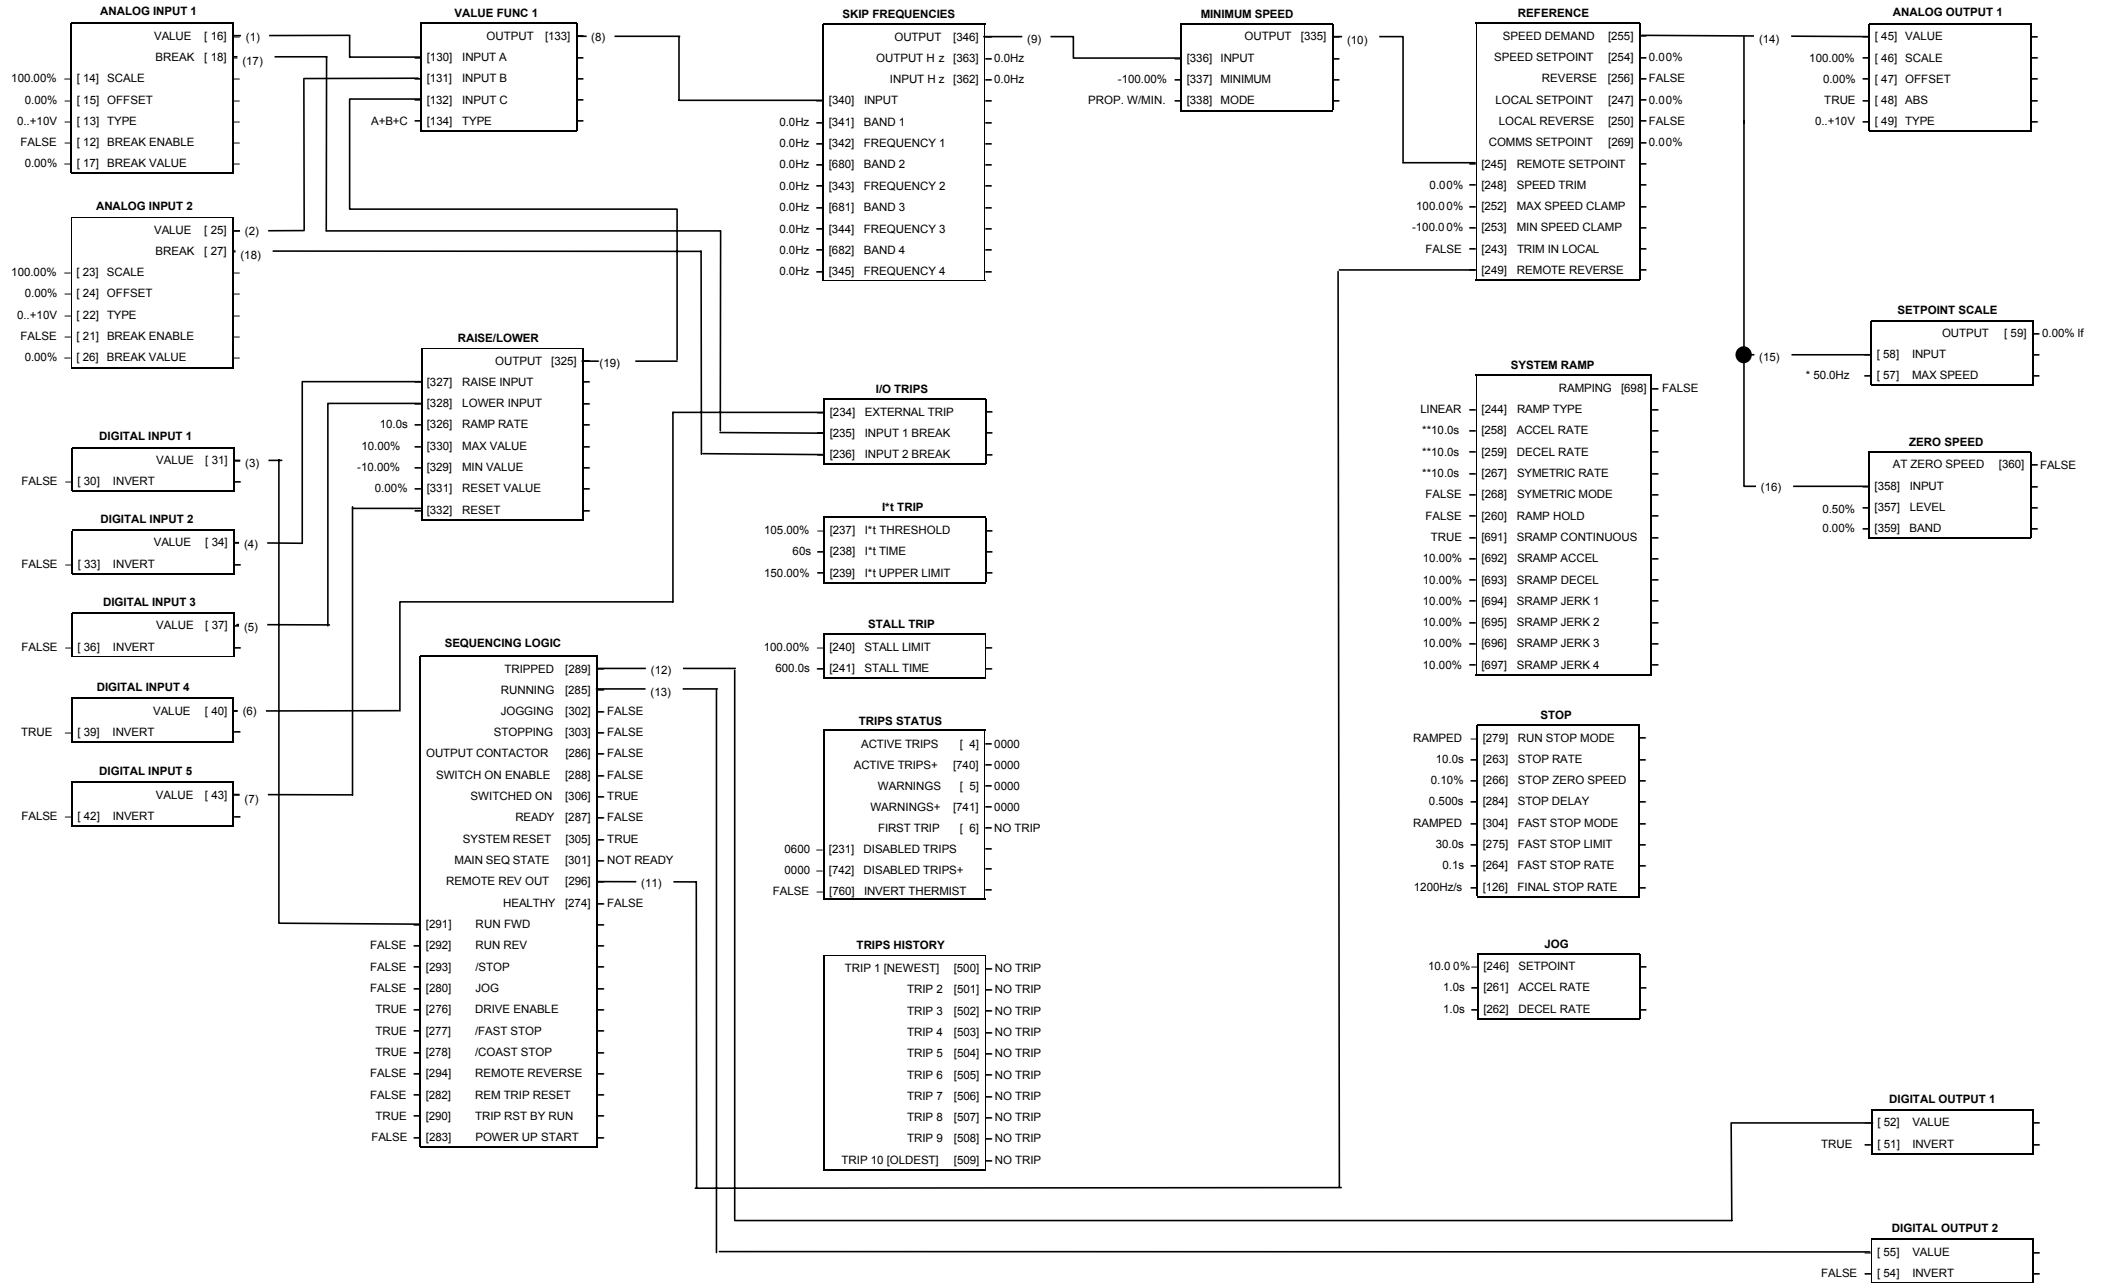 ANALOG INPUT 1
VALUE [ 16] (1)
BREAK [ 18] (17)
100.00% [ 14] SCALE
0.00% [ 15] OFFSET
0..+10V [ 13] TYPE
FALSE [ 12] BREAK ENABLE
0.00% [ 17] BREAK VALUE
ANALOG INPUT 2
VALUE [ 25] (2)
BREAK [ 27] (18)
100.00% [ 23] SCALE
0.00% [ 24] OFFSET
0..+10V [ 22] TYPE
FALSE [ 21] BREAK ENABLE
0.00% [ 26] BREAK VALUE
DIGITAL INPUT 1
VALUE [ 31] (3)
FALSE [ 30] INVERT
DIGITAL INPUT 2
VALUE [ 34] (4)
FALSE [ 33] INVERT
DIGITAL INPUT 3
VALUE [ 37] (5)
FALSE [ 36] INVERT
DIGITAL INPUT 4
VALUE [ 40] (6)
TRUE [ 39] INVERT
DIGITAL INPUT 5
VALUE [ 43] (7)
FALSE [ 42] INVERT
VALUE FUNC 1
OUTPUT [133] (8)
[130] INPUT A
[131] INPUT B
[132] INPUT C
A+B+C [134] TYPE
RAISE/LOWER
OUTPUT [325] (19)
[327] RAISE INPUT
[328] LOWER INPUT
10.0s [326] RAMP RATE
10.00% [330] MAX VALUE
-10.00% [329] MIN VALUE
0.00% [331] RESET VALUE
[332] RESET
SEQUENCING LOGIC
TRIPPED [289] (12)
RUNNING [285] (13)
JOGGING [302] FALSE
STOPPING [303] FALSE
OUTPUT CONTACTOR [286] FALSE
SWITCH ON ENABLE [288] FALSE
SWITCHED ON [306] TRUE
READY [287] FALSE
SYSTEM RESET [305] TRUE
MAIN SEQ STATE [301] NOT READY
REMOTE REV OUT [296] (11)
HEALTHY [274] FALSE
[291] RUN FWD
FALSE [292] RUN REV
FALSE [293] /STOP
FALSE [280] JOG
TRUE [276] DRIVE ENABLE
TRUE [277] /FAST STOP
TRUE [278] /COAST STOP
FALSE [294] REMOTE REVERSE
FALSE [282] REM TRIP RESET
TRUE [290] TRIP RST BY RUN
FALSE [283] POWER UP START
SKIP FREQUENCIES
OUTPUT [346] (9)
OUTPUT H z [363] 0.0Hz
INPUT H z [362] 0.0Hz
[340] INPUT
0.0Hz [341] BAND 1
0.0Hz [342] FREQUENCY 1
0.0Hz [680] BAND 2
0.0Hz [343] FREQUENCY 2
0.0Hz [681] BAND 3
0.0Hz [344] FREQUENCY 3
0.0Hz [682] BAND 4
0.0Hz [345] FREQUENCY 4
I/O TRIPS
[234] EXTERNAL TRIP
[235] INPUT 1 BREAK
[236] INPUT 2 BREAK
I*t TRIP
105.00% [237] I*t THRESHOLD
60s [238] I*t TIME
150.00% [239] I*t UPPER LIMIT
STALL TRIP
100.00% [240] STALL LIMIT
600.0s [241] STALL TIME
TRIPS STATUS
ACTIVE TRIPS [ 4] 0000
ACTIVE TRIPS+ [740] 0000
WARNINGS [ 5] 0000
WARNINGS+ [741] 0000
FIRST TRIP [ 6] NO TRIP
0600 [231] DISABLED TRIPS
0000 [742] DISABLED TRIPS+
FALSE [760] INVERT THERMIST
TRIPS HISTORY
TRIP 1 [NEWEST] [500] NO TRIP
TRIP 2 [501] NO TRIP
TRIP 3 [502] NO TRIP
TRIP 4 [503] NO TRIP
TRIP 5 [504] NO TRIP
TRIP 6 [505] NO TRIP
TRIP 7 [506] NO TRIP
TRIP 8 [507] NO TRIP
TRIP 9 [508] NO TRIP
TRIP 10 [OLDEST] [509] NO TRIP
MINIMUM SPEED
OUTPUT [335] (10)
[336] INPUT
-100.00% [337] MINIMUM
PROP. W/MIN. [338] MODE
REFERENCE
SPEED DEMAND [255] (14)
SPEED SETPOINT [254] 0.00%
REVERSE [256] FALSE
LOCAL SETPOINT [247] 0.00%
LOCAL REVERSE [250] FALSE
COMMS SETPOINT [269] 0.00%
[245] REMOTE SETPOINT
0.00% [248] SPEED TRIM
100.00% [252] MAX SPEED CLAMP
-100.00% [253] MIN SPEED CLAMP
FALSE [243] TRIM IN LOCAL
[249] REMOTE REVERSE
SYSTEM RAMP
RAMPING [698] FALSE
LINEAR [244] RAMP TYPE
**10.0s [258] ACCEL RATE
**10.0s [259] DECEL RATE
**10.0s [267] SYMETRIC RATE
FALSE [268] SYMETRIC MODE
FALSE [260] RAMP HOLD
TRUE [691] SRAMP CONTINUOUS
10.00% [692] SRAMP ACCEL
10.00% [693] SRAMP DECEL
10.00% [694] SRAMP JERK 1
10.00% [695] SRAMP JERK 2
10.00% [696] SRAMP JERK 3
10.00% [697] SRAMP JERK 4
STOP
RAMPED [279] RUN STOP MODE
10.0s [263] STOP RATE
0.10% [266] STOP ZERO SPEED
0.500s [284] STOP DELAY
RAMPED [304] FAST STOP MODE
30.0s [275] FAST STOP LIMIT
0.1s [264] FAST STOP RATE
1200Hz/s [126] FINAL STOP RATE
JOG
10.0 0% [246] SETPOINT
1.0s [261] ACCEL RATE
1.0s [262] DECEL RATE
ANALOG OUTPUT 1
[ 45] VALUE
100.00% [ 46] SCALE
0.00% [ 47] OFFSET
TRUE [ 48] ABS
0..+10V [ 49] TYPE
SETPOINT SCALE
OUTPUT [ 59] 0.00% lf
(15) [ 58] INPUT
* 50.0Hz [ 57] MAX SPEED
ZERO SPEED
AT ZERO SPEED [360] FALSE
(16) [358] INPUT
0.50% [357] LEVEL
0.00% [359] BAND
DIGITAL OUTPUT 1
[ 52] VALUE
TRUE [ 51] INVERT
DIGITAL OUTPUT 2
[ 55] VALUE
FALSE [ 54] INVERT